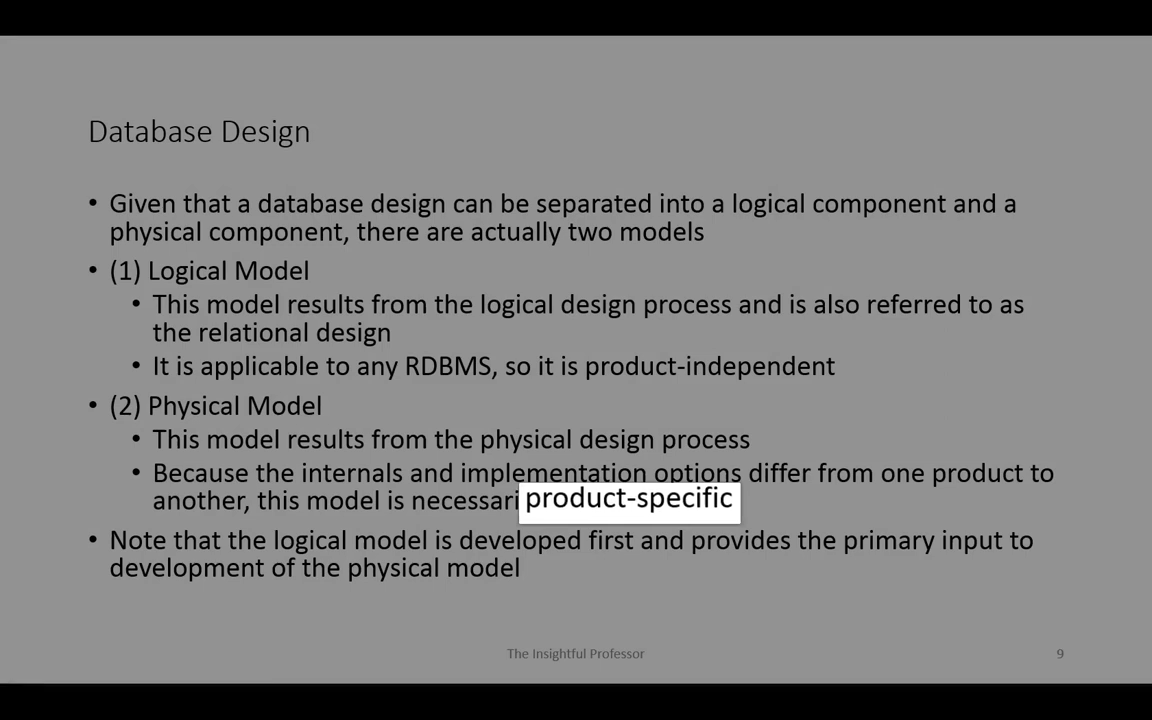 Database Design
• Given that a database design can be separated into a logical component and a
physical component, there are actually two models
• (1) Logical Model
• This model results from the logical design process and is also referred to as
the relational design
• It is applicable to any RDBMS, so it is product-independent
• (2) Physical Model
• This model results from the physical design process
• Because the internals and implementation options differ from one product to
another, this model is necessari product-specific
• Note that the logical model is developed first and provides the primary input to
development of the physical model
The Insightful Professor
9